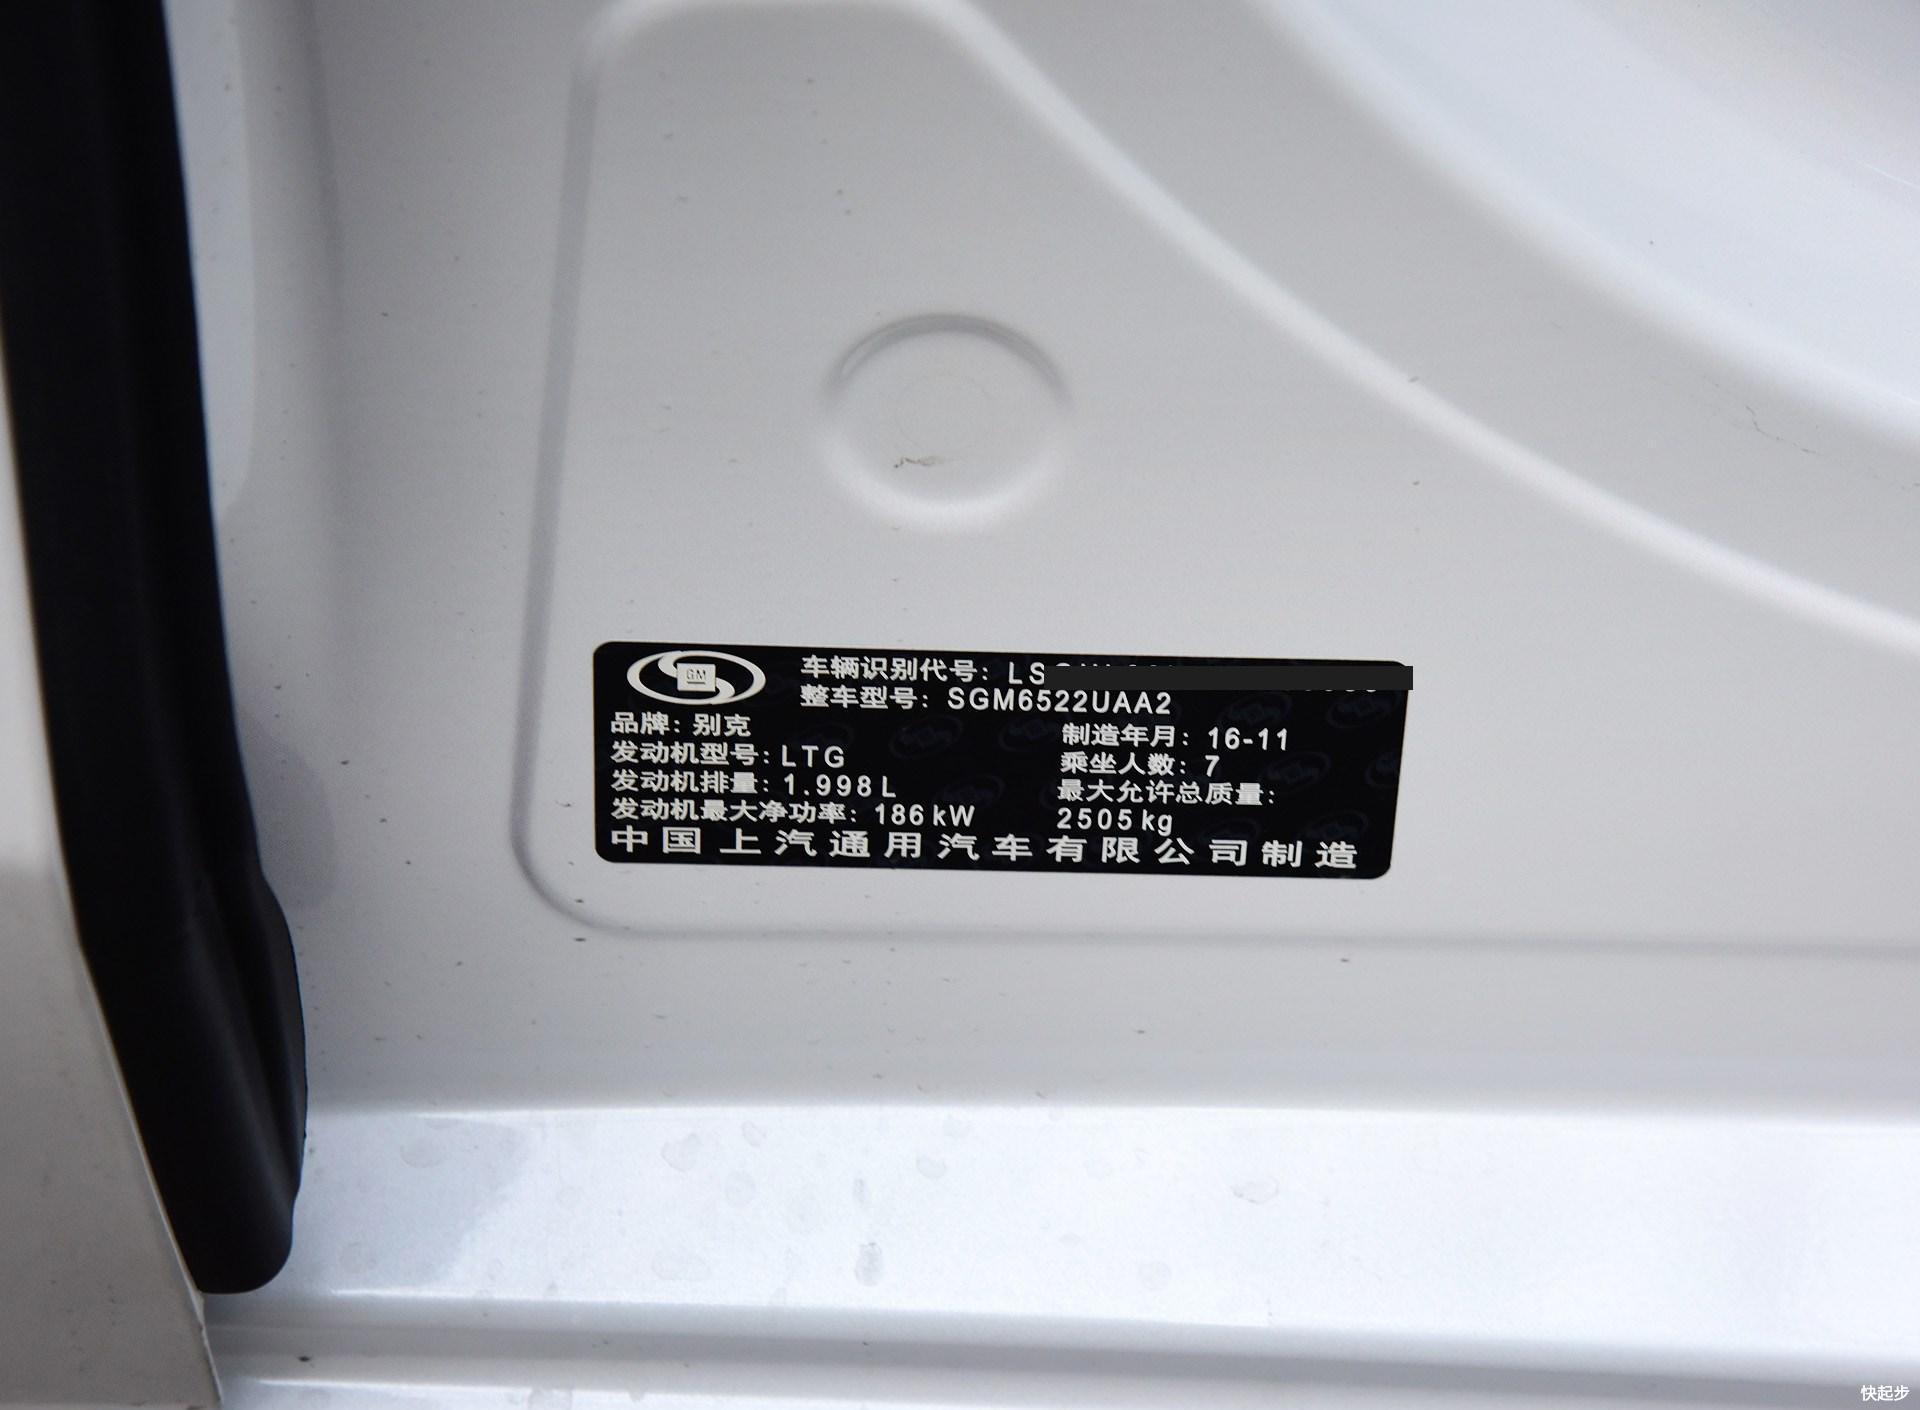 GM
车辆识别代号：LS
整车型号：SGM6522UAA2
品牌：别克
制造年月：16-11
发动机型号：LTG
乘坐人数：7
发动机排量：1.998L
最大允许总质量：
发动机最大净功率：186kW
2505kg
中国上汽通用汽车有限公司制造
快起步